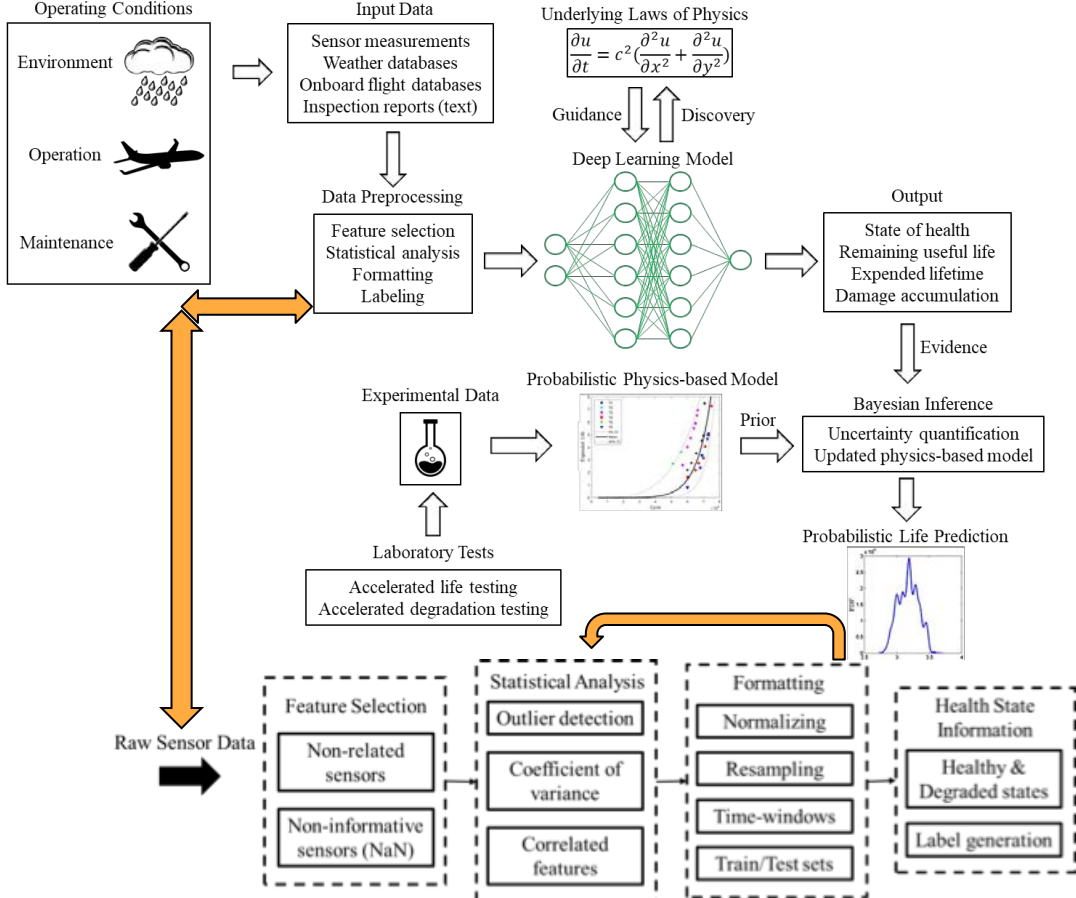 Operating Conditions
Environment
Operation
Maintenance
Input Data
Sensor measurements
Weather databases
Onboard flight databases
Inspection reports (text)
Underlying Laws of Physics
∂u/∂t = c²(∂²u/∂x² + ∂²u/∂y²)
Guidance
Discovery
Deep Learning Model
Data Preprocessing
Feature selection
Statistical analysis
Formatting
Labeling
Output
State of health
Remaining useful life
Expended lifetime
Damage accumulation
Evidence
Experimental Data
Probabilistic Physics-based Model
Cycle
Prior
Bayesian Inference
Uncertainty quantification
Updated physics-based model
Laboratory Tests
Accelerated life testing
Accelerated degradation testing
Probabilistic Life Prediction
3
3.5
4
Raw Sensor Data
Feature Selection
Non-related
sensors
Non-informative
sensors (NaN)
Statistical Analysis
Outlier detection
Coefficient of
variance
Correlated
features
Formatting
Normalizing
Resampling
Time-windows
Train/Test sets
Health State
Information
Healthy &
Degraded states
Label generation